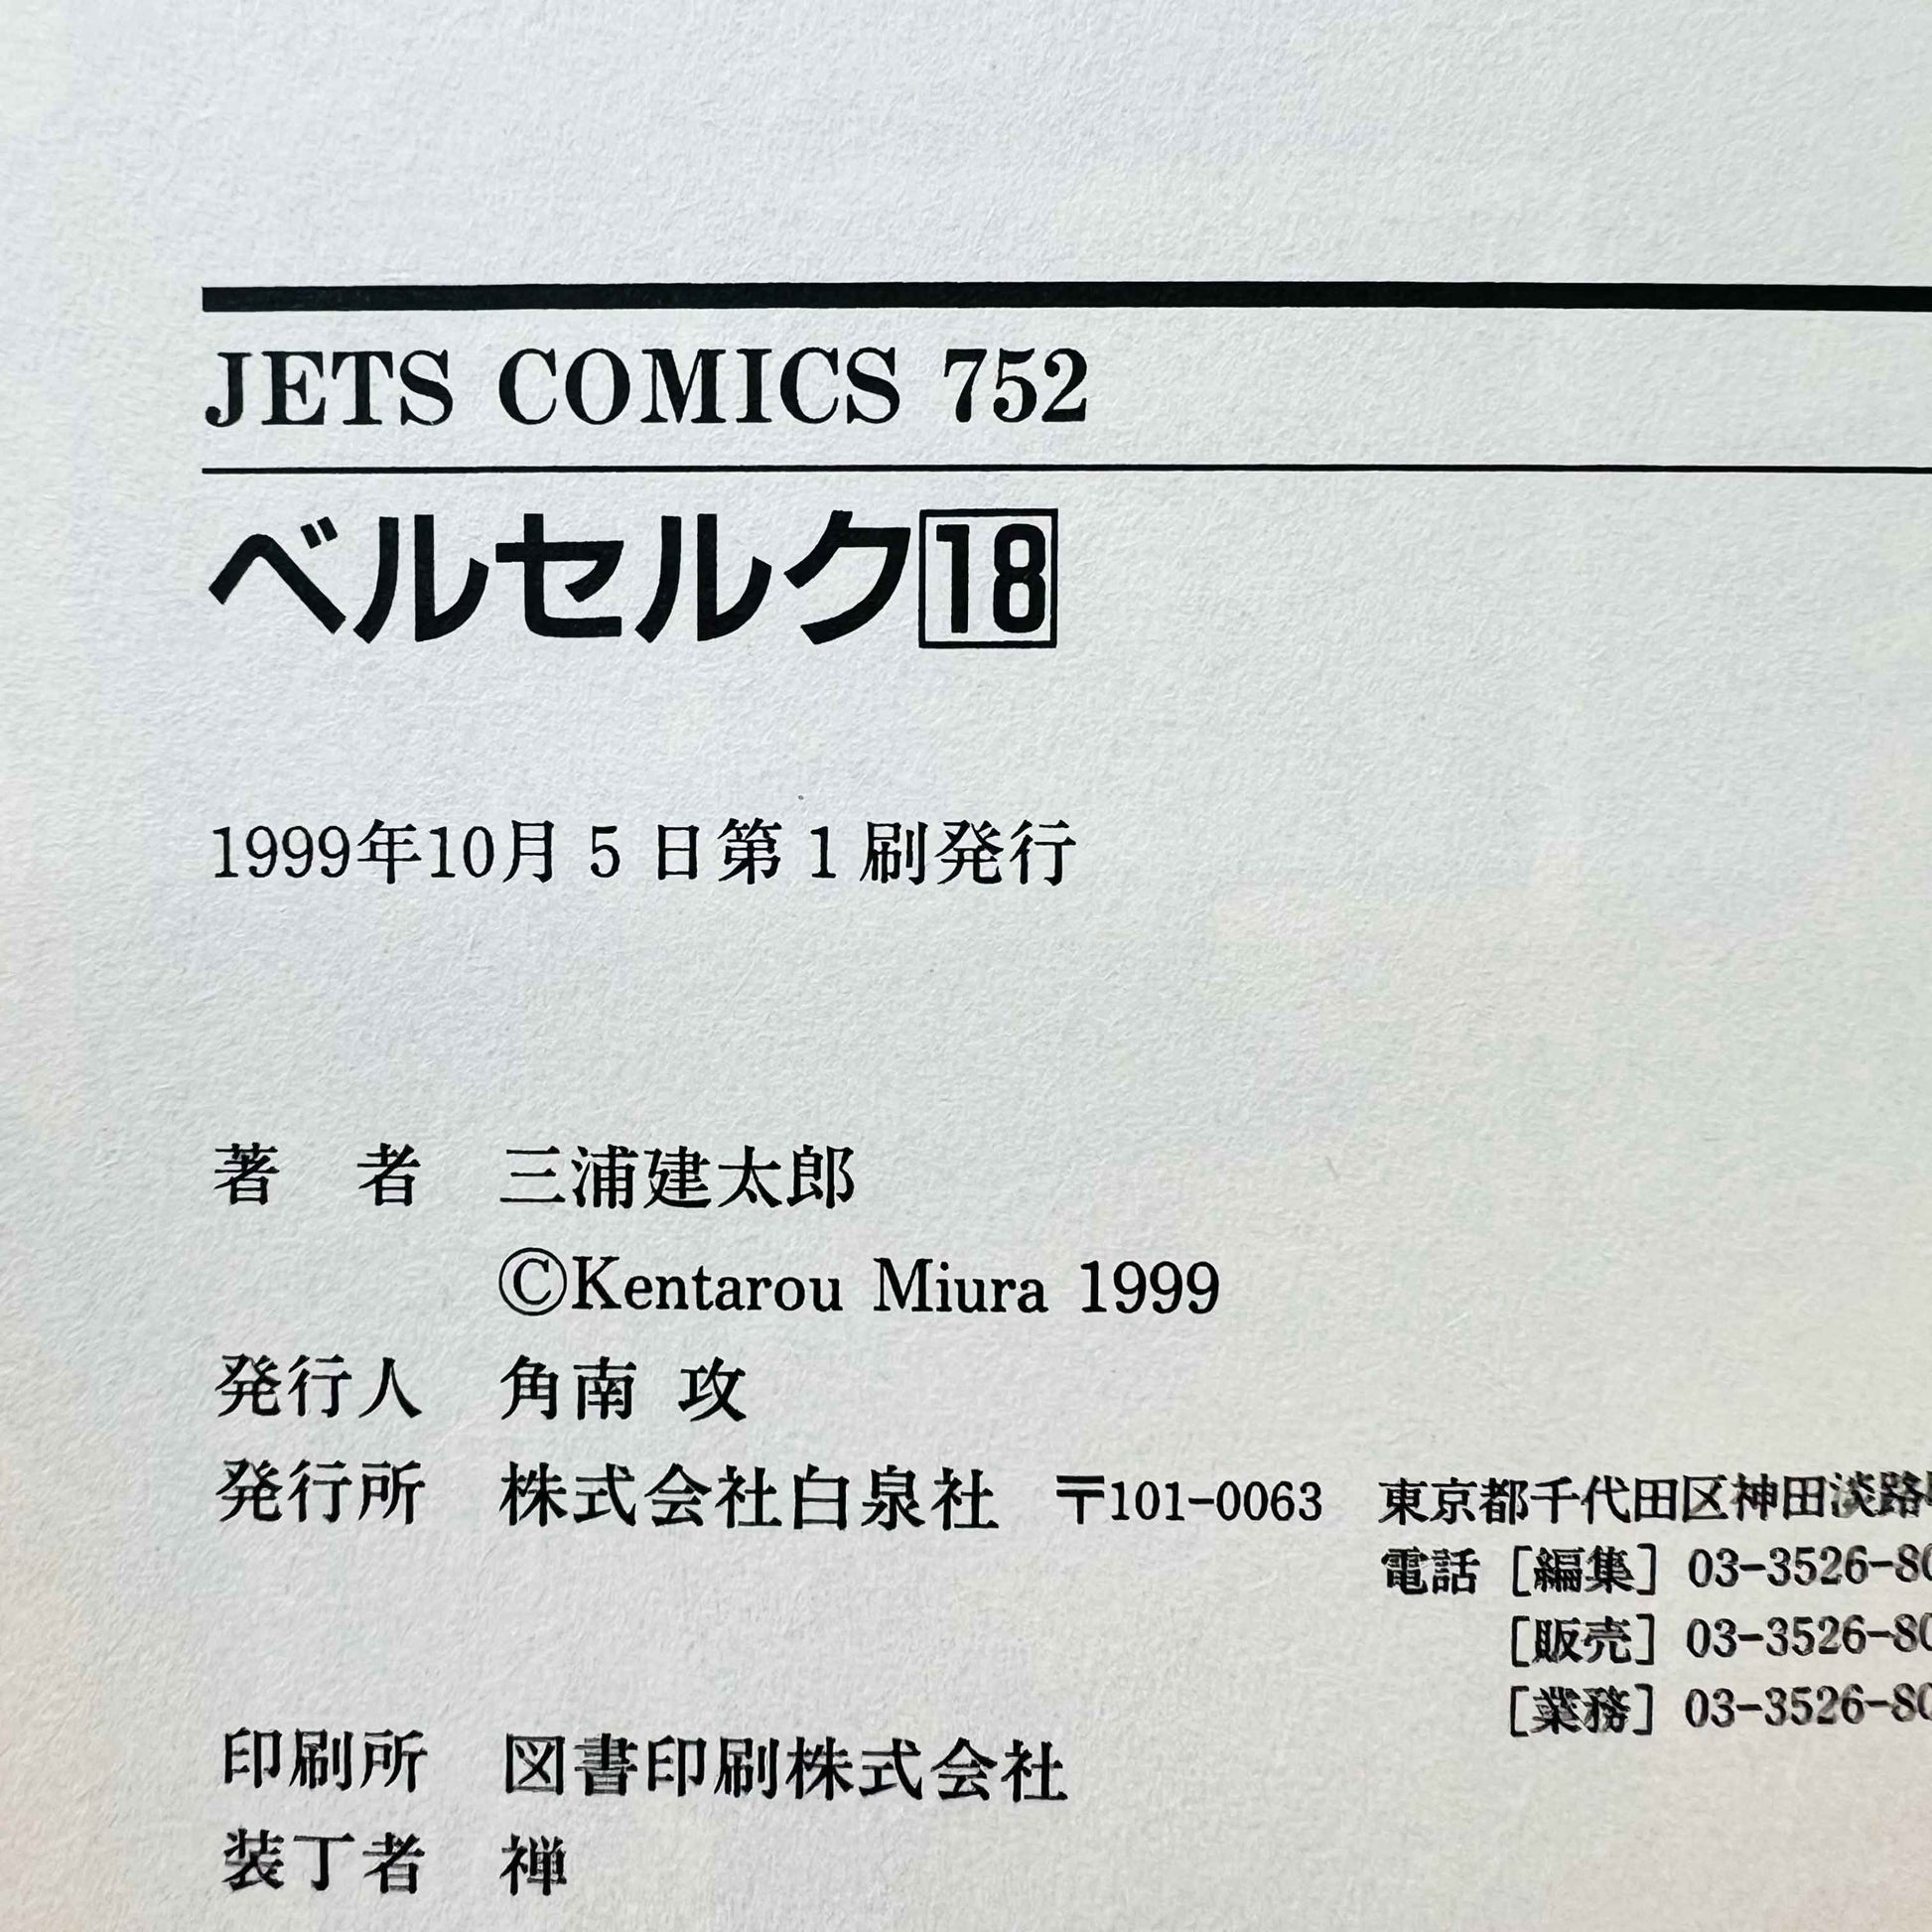 JETS COMICS 752
ベルセルク18
1999年10月5日第1刷発行
著 者 三浦建太郎
©Kentarou Miura 1999
発行人 角南 攻
発行所 株式会社白泉社 〒101-0063 東京都千代田区神田淡路
電話［編集］03-3526-80
［販売］03-3526-80
［業務］03-3526-80
印刷所 図書印刷株式会社
装丁者 禅